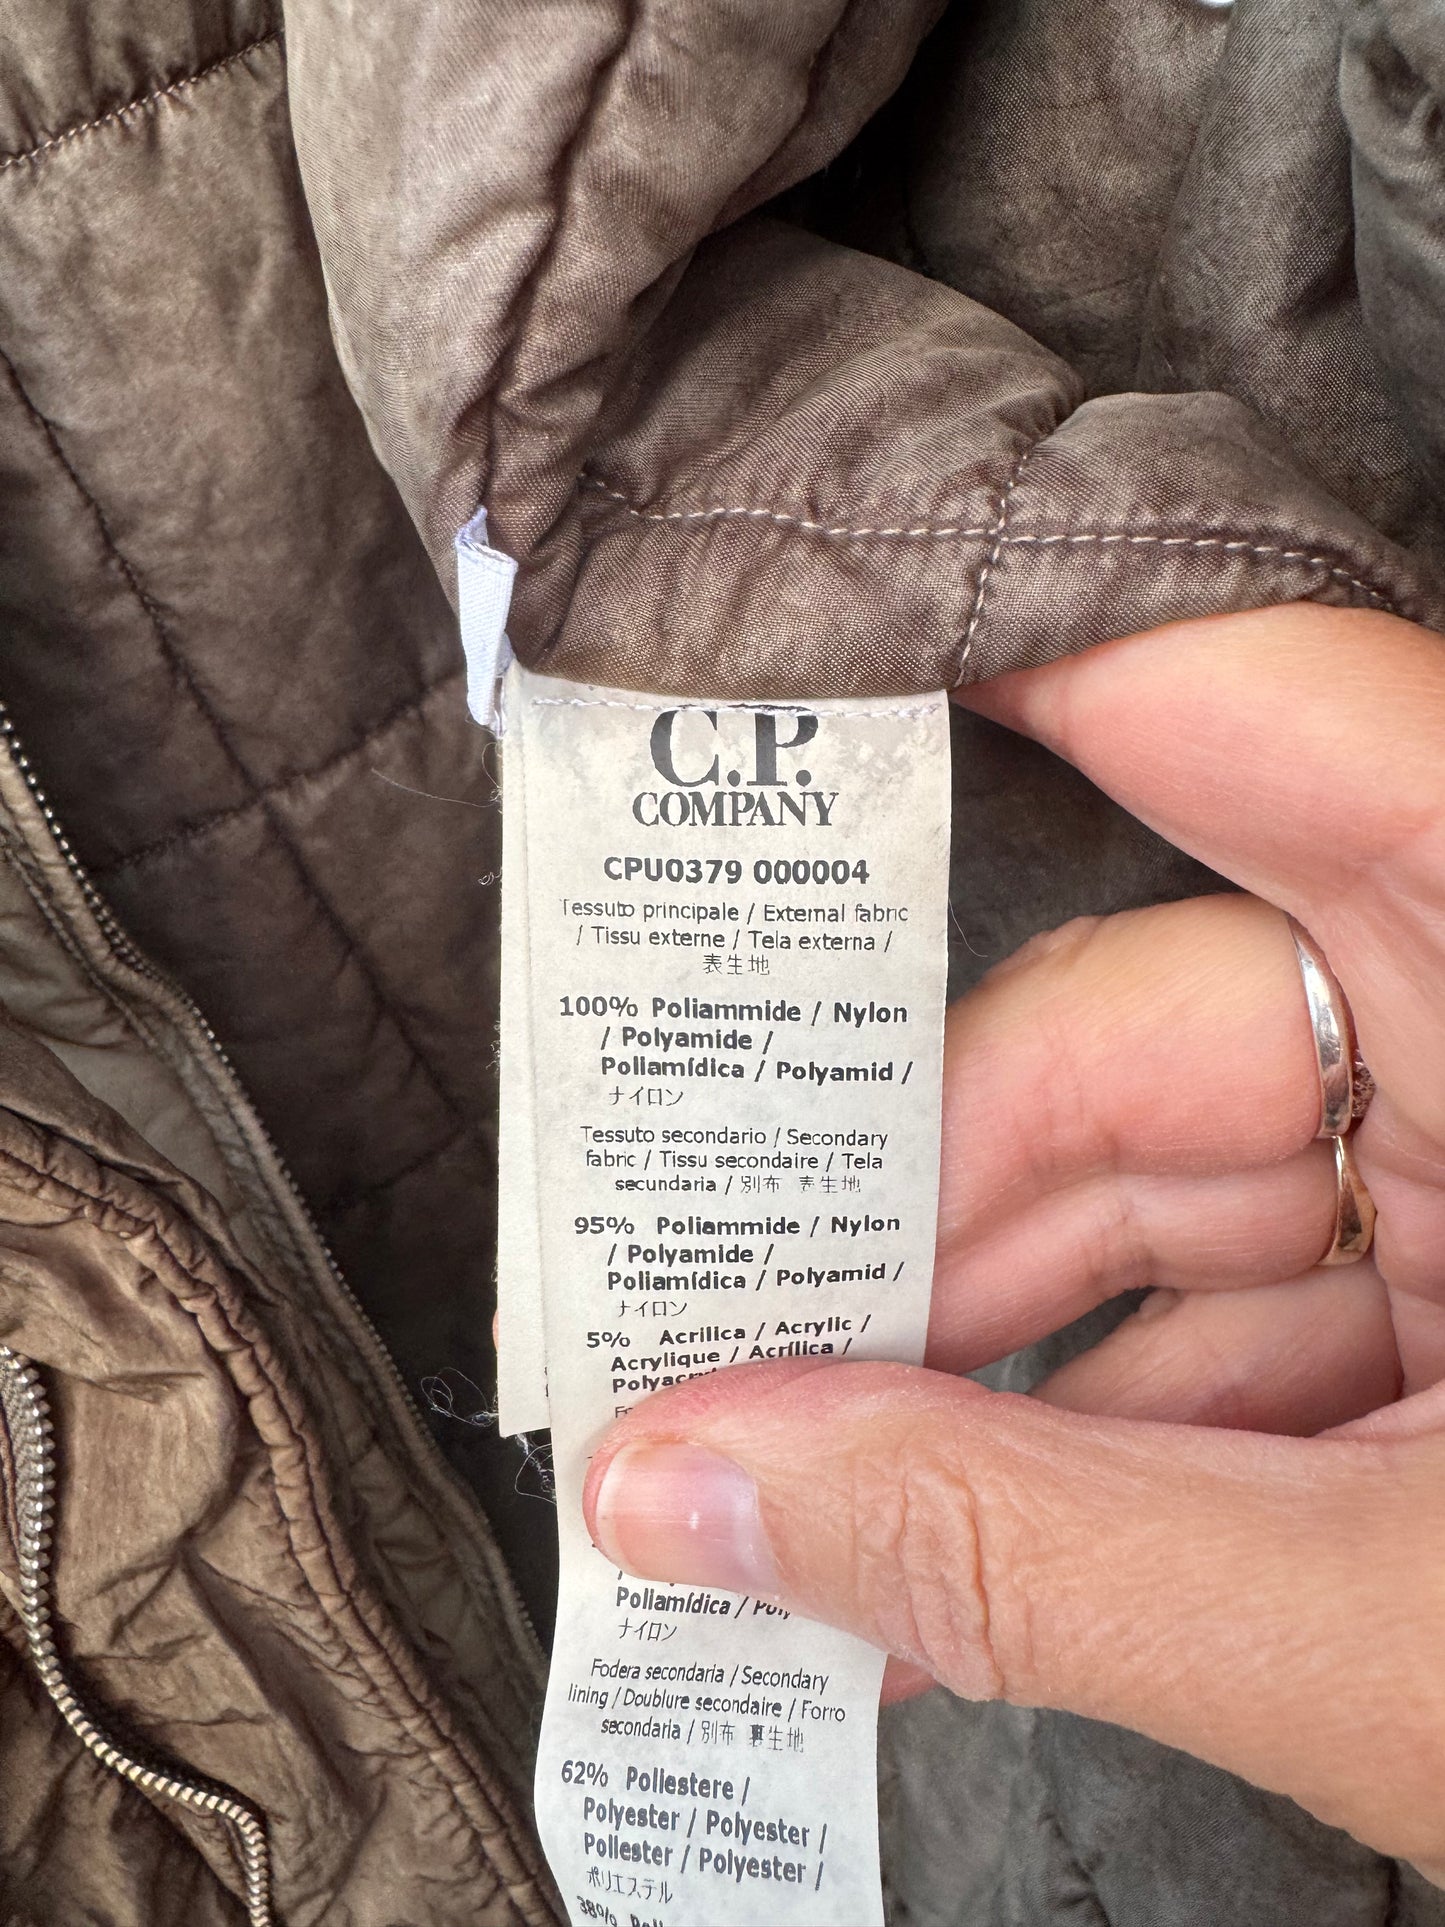 C.P.
COMPANY
CPU0379 000004
Tessuto principale / External fabric
/ Tissu externe / Tela externa /
表生地
100% Poliammide / Nylon
/ Polyamide /
Poliamídica / Polyamid /
ナイロン
Tessuto secondario / Secondary
fabric / Tissu secondaire / Tela
secundaria / 別布 表生地
95% Poliammide / Nylon
/ Polyamide /
Poliamídica / Polyamid /
ナイロン
5% Acrilica / Acrylic /
Acrylique / Acrílica /
Poliamídica /
ナイロン
Fodera secondaria / Secondary
lining / Doublure secondaire / Forro
secondaria / 別布 裏生地
62% Poliestere /
Polyester / Polyester /
Poliester / Polyester /
ポリエステル
38%